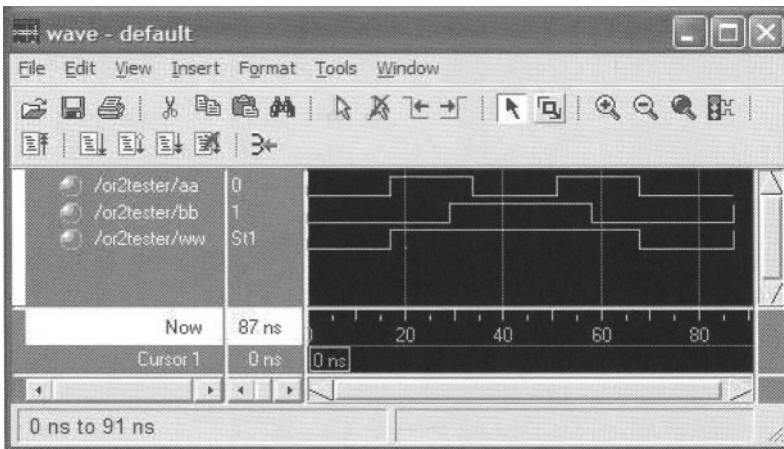 wave - default
File Edit View Insert Format Tools Window
/or2tester/aa 0
/or2tester/bb 1
/or2tester/ww St1
Now 87 ns
20 40 60 80
Cursor 1 0 ns 0 ns
0 ns to 91 ns